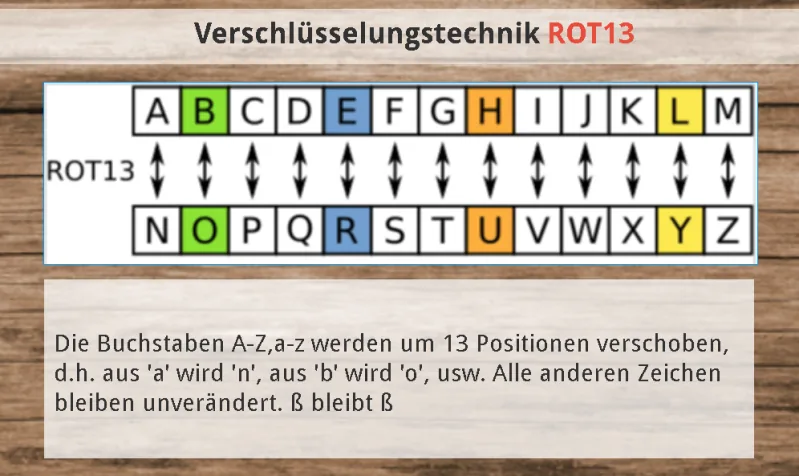 Verschlüsselungstechnik ROT13
A B C D E F G H I J K L M
ROT13
N O P Q R S T U V W X Y Z
Die Buchstaben A-Z,a-z werden um 13 Positionen verschoben,
d.h. aus 'a' wird 'n', aus 'b' wird 'o', usw. Alle anderen Zeichen
bleiben unverändert. ß bleibt ß